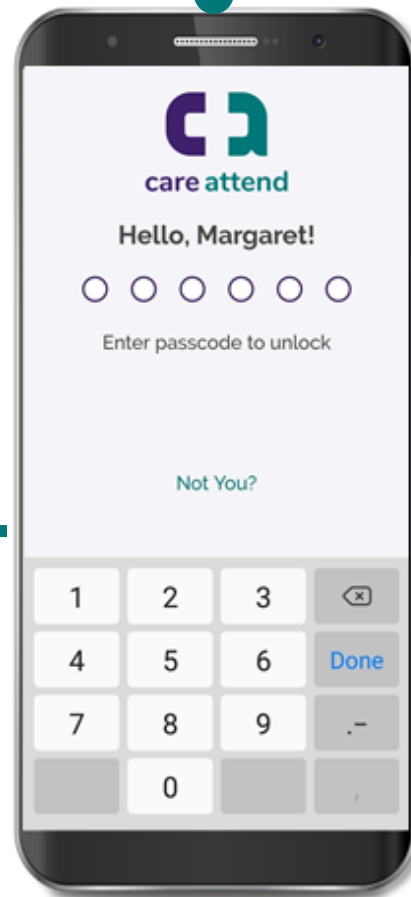 care attend
Hello, Margaret!
Enter passcode to unlock
Not You?
1 2 3
4 5 6 Done
7 8 9 .-
0 ,